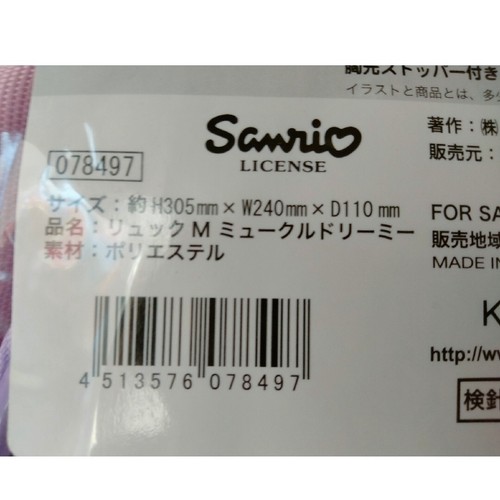 胸元ストッパー付き
イラストと商品とは、多少
Sanrio
LICENSE
著作：㈱
販売元：
078497
サイズ：約 H305mm × W240mm × D110mm
品名：リュック M ミュークルドリーミー
素材：ポリエステル
FOR SA
販売地域
MADE IN
K
http://www
検針
4 513576 078497